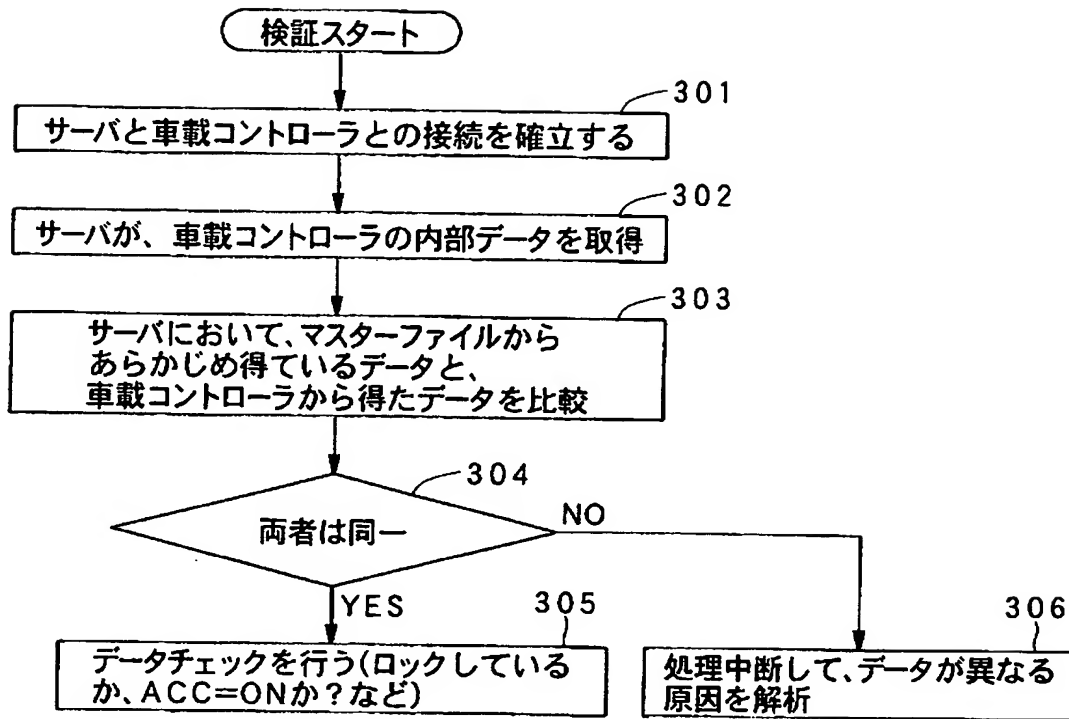 検証スタート
301
サーバと車載コントローラとの接続を確立する
302
サーバが、車載コントローラの内部データを取得
303
サーバにおいて、マスターファイルから
あらかじめ得ているデータと、
車載コントローラから得たデータを比較
304
両者は同一
NO
YES
305
データチェックを行う(ロックしている
か、ACC=ONか?など)
306
処理中断して、データが異なる
原因を解析